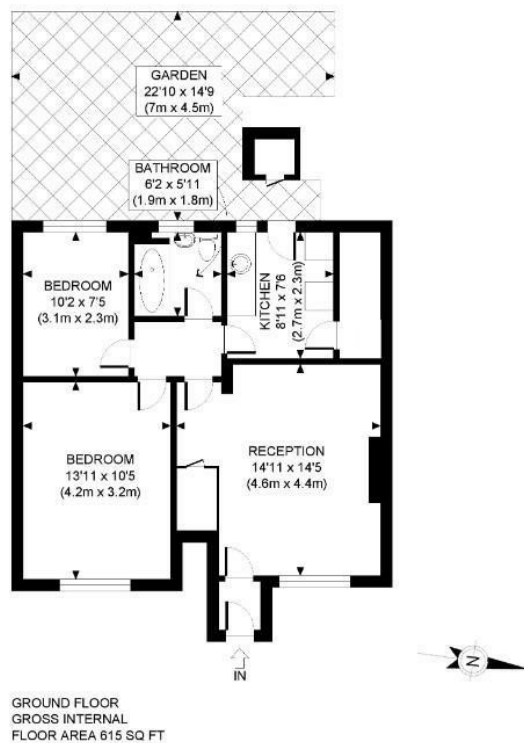 GARDEN
22'10 x 14'9
(7m x 4.5m)
BATHROOM
6'2 x 5'11
(1.9m x 1.8m)
BEDROOM
10'2 x 7'5
(3.1m x 2.3m)
KITCHEN
8'11 x 7'6
(2.7m x 2.3m)
BEDROOM
13'11 x 10'5
(4.2m x 3.2m)
RECEPTION
14'11 x 14'5
(4.6m x 4.4m)
IN
N
GROUND FLOOR
GROSS INTERNAL
FLOOR AREA 615 SQ FT